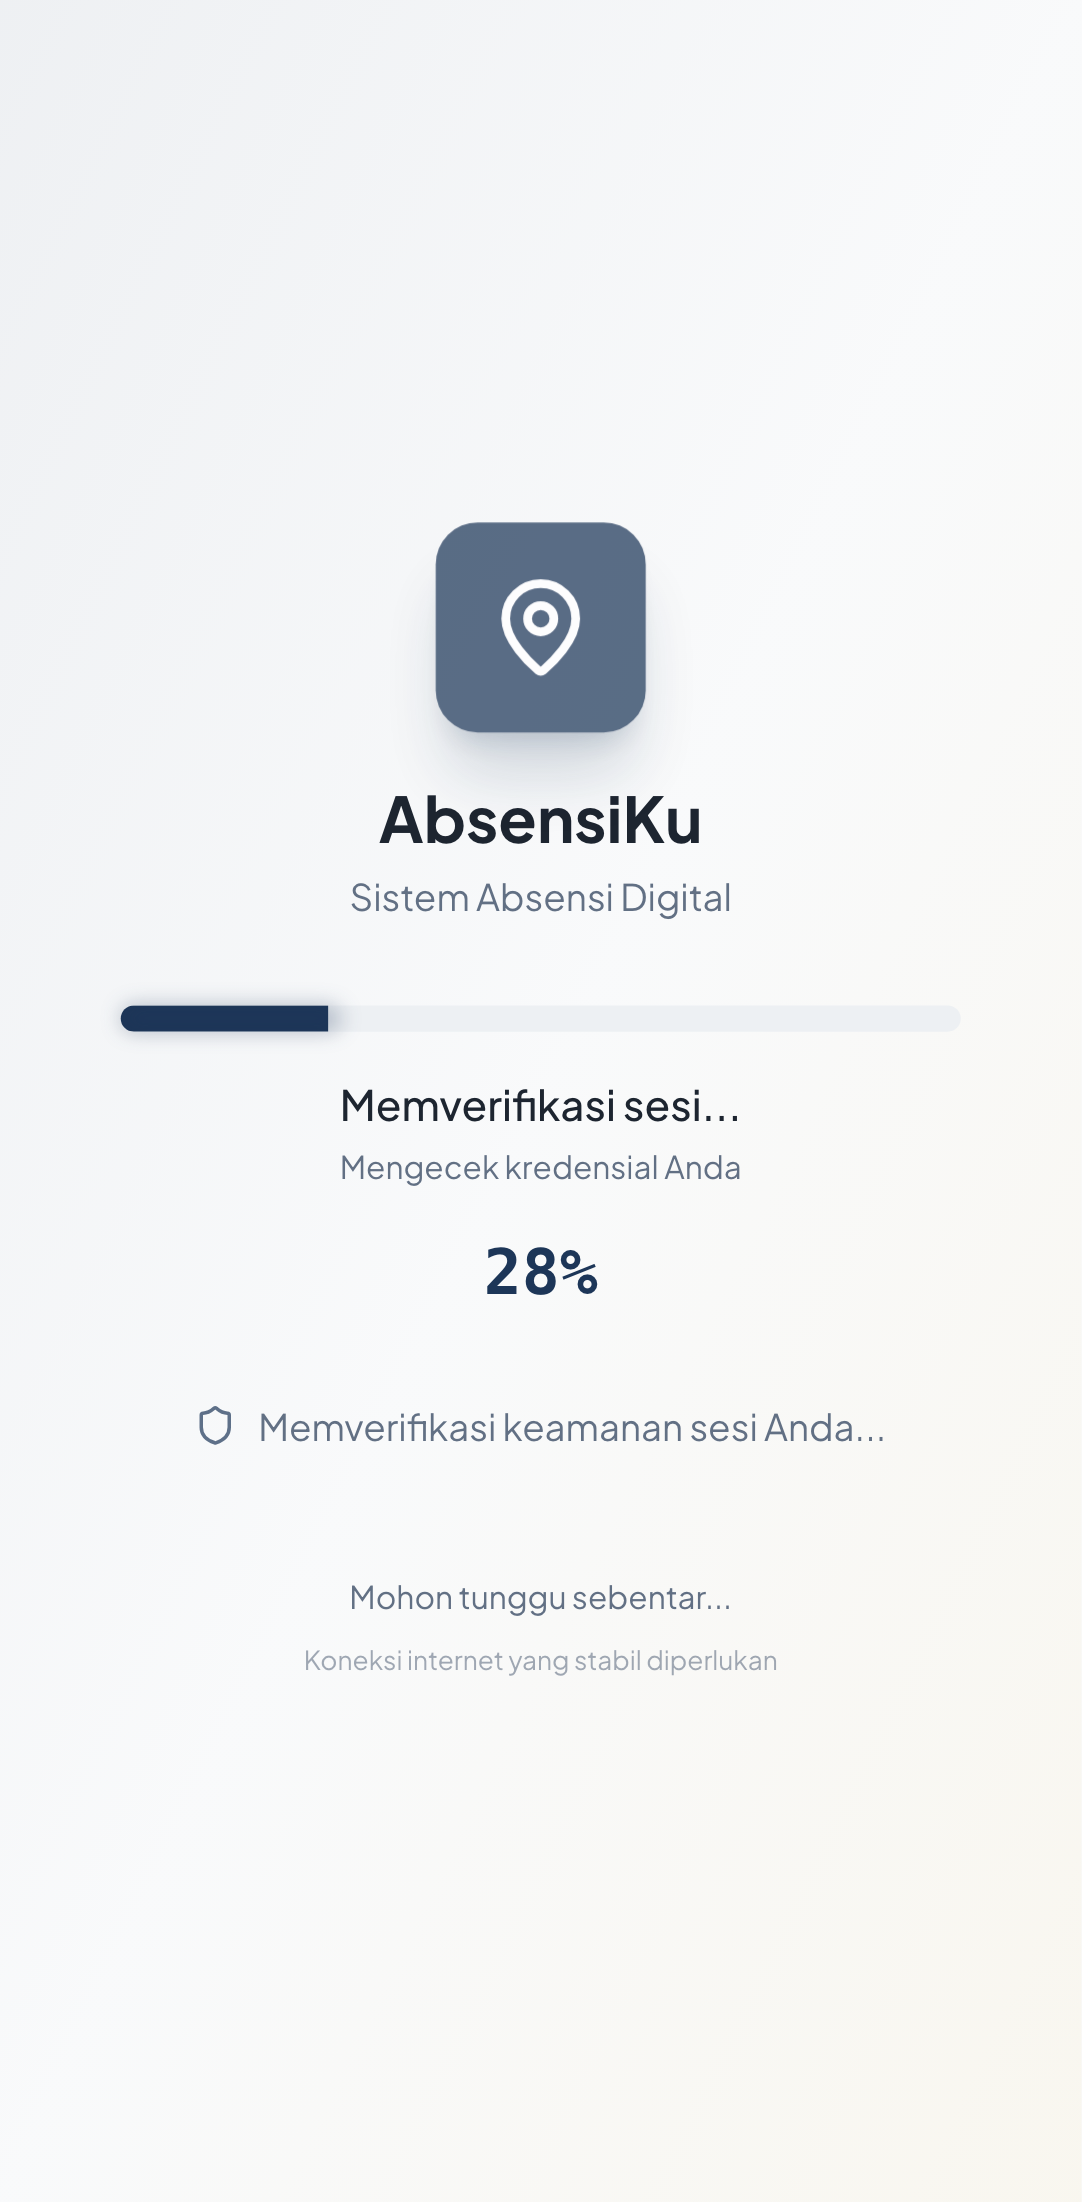 AbsensiKu
Sistem Absensi Digital
Memverifikasi sesi...
Mengecek kredensial Anda
28%
Memverifikasi keamanan sesi Anda...
Mohon tunggu sebentar...
Koneksi internet yang stabil diperlukan